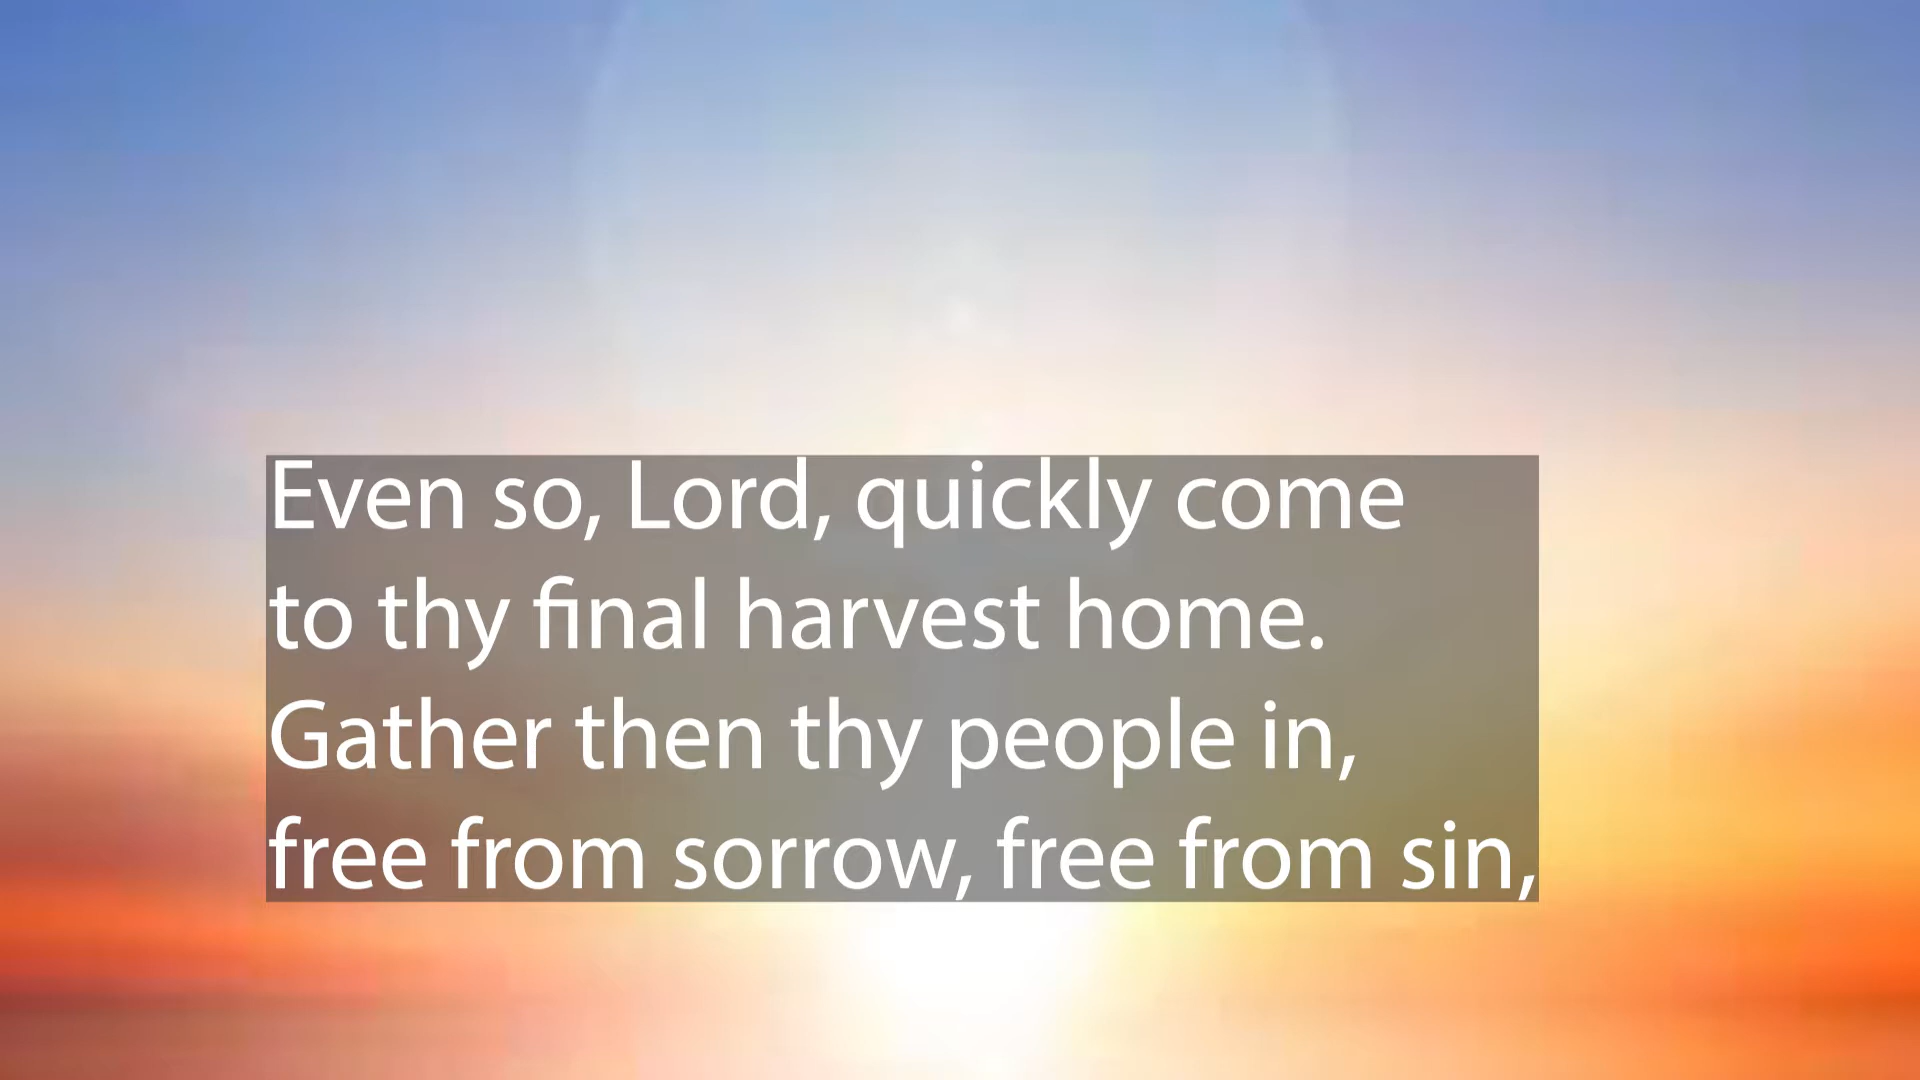 Even so, Lord, quickly come
to thy final harvest home.
Gather then thy people in,
free from sorrow, free from sin,